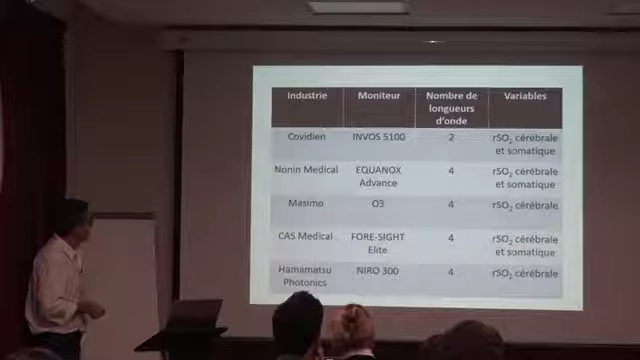 Industrie Moniteur Nombre de longueurs d'onde Variables
Covidien INVOS 5100 2 rSO₂ cérébrale et somatique
Nonin Medical EQUANOX Advance 4 rSO₂ cérébrale et somatique
Masimo O3 4 rSO₂ cérébrale
CAS Medical . FORE-SIGHT Elite 4 rSO₂ cérébrale et somatique
Hamamatsu Photonics NIRO 300 4 rSO₂ cérébrale